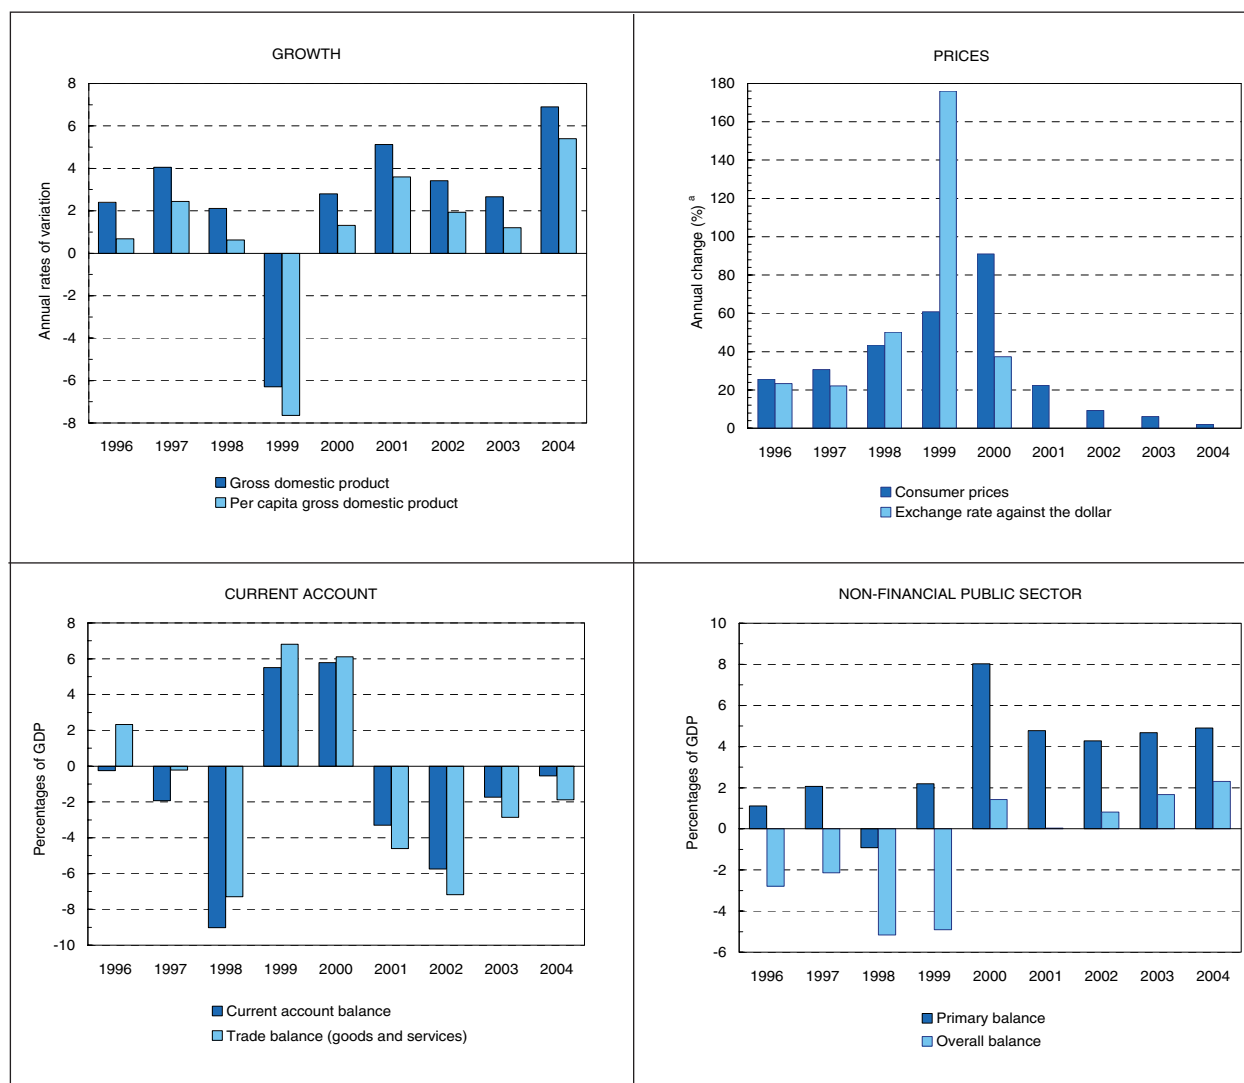 GROWTH
8
6
4
2
0
-2
-4
-6
-8
Annual rates of variation
1996 1997 1998 1999 2000 2001 2002 2003 2004
Gross domestic product
Per capita gross domestic product
PRICES
180
160
140
120
100
80
60
40
20
0
Annual change (%) a
1996 1997 1998 1999 2000 2001 2002 2003 2004
Consumer prices
Exchange rate against the dollar
CURRENT ACCOUNT
8
6
4
2
0
-2
-4
-6
-8
-10
Percentages of GDP
1996 1997 1998 1999 2000 2001 2002 2003 2004
Current account balance
Trade balance (goods and services)
NON-FINANCIAL PUBLIC SECTOR
10
8
6
4
2
0
-2
-4
-6
Percentages of GDP
1996 1997 1998 1999 2000 2001 2002 2003 2004
Primary balance
Overall balance